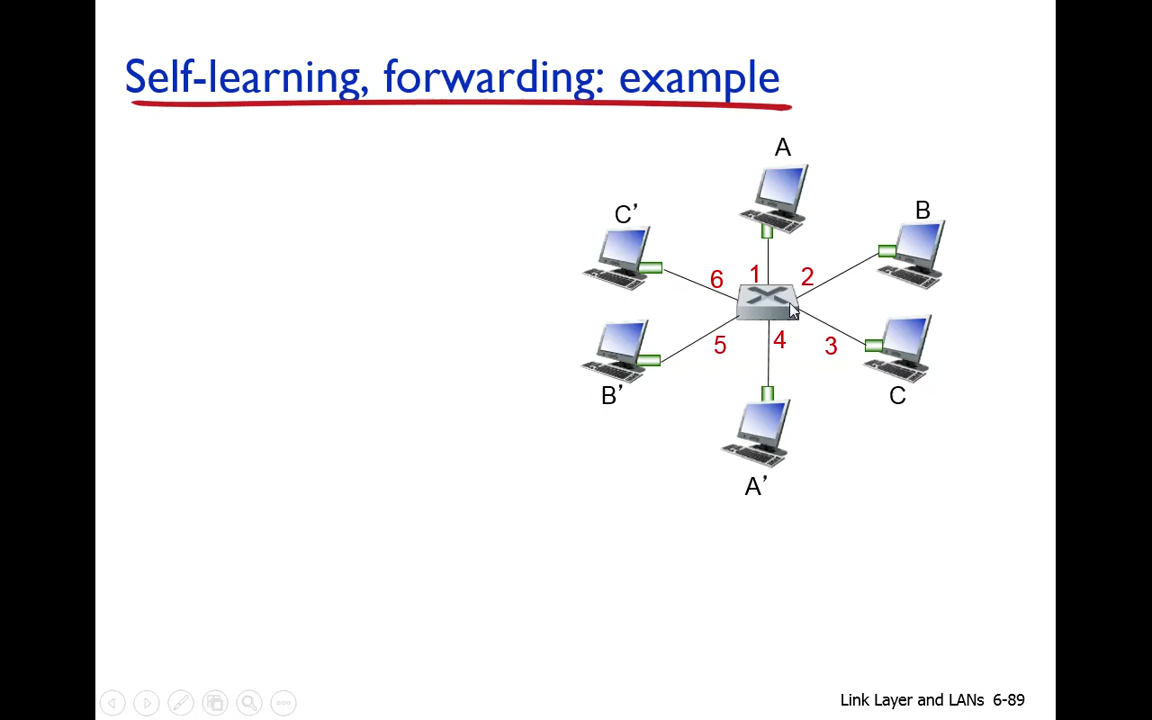 Self-learning, forwarding: example
A
C’
B
6
1
2
5
4
3
B’
C
A’
Link Layer and LANs 6-89